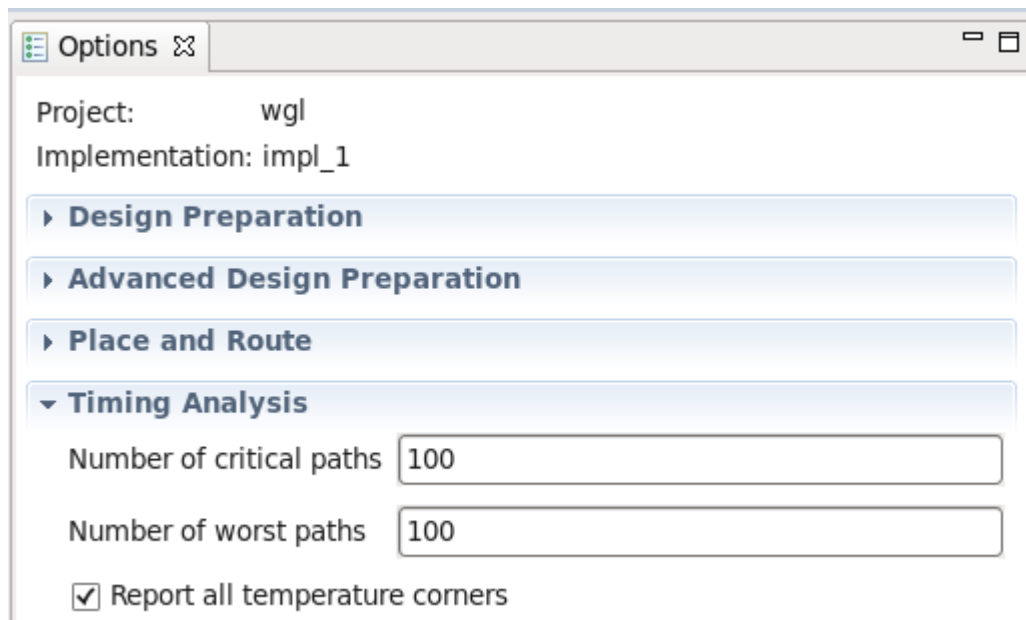 Options
Project: wgl
Implementation: impl_1
Design Preparation
Advanced Design Preparation
Place and Route
Timing Analysis
Number of critical paths 100
Number of worst paths 100
Report all temperature corners